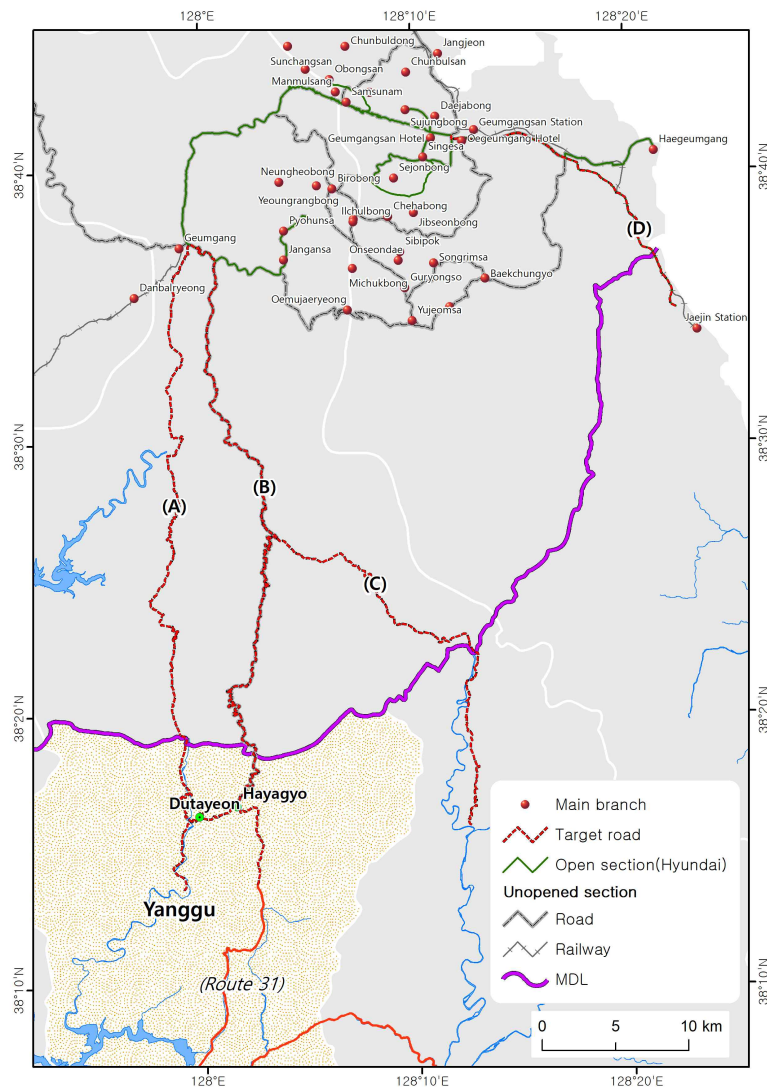 128°E
128°10'E
128°20'E
Chunbuldong
Jangjeon
Sunchangsan
Obongsan
Chunbulsan
Manmulsang
Samsunam
Daejabong
Sujungbong
Geumgangsan Station
Geumgangsan Hotel
Oegeumgang Hotel
Singesa
Haegeumgang
38°40'N
38°40'N
Sejonbong
Neungheobong
Birobong
Yeoungrangbong
Chehabong
Ilchulbong
Jibseonbong
Pyohunsa
(D)
Geumgang
Sibipok
Jangansa
Onseondae
Songrimsa
Baekchungyo
Danbalryeong
Michukbong
Guryongso
Oemujaeryeong
Yujeomsa
Jaejin Station
38°30'N
38°30'N
(A)
(B)
(C)
38°20'N
38°20'N
Dutayeon
Hayagyo
Yanggu
(Route 31)
38°10'N
38°10'N
Main branch
Target road
Open section(Hyundai)
Unopened section
Road
Railway
MDL
0 5 10 km
128°E
128°10'E
128°20'E